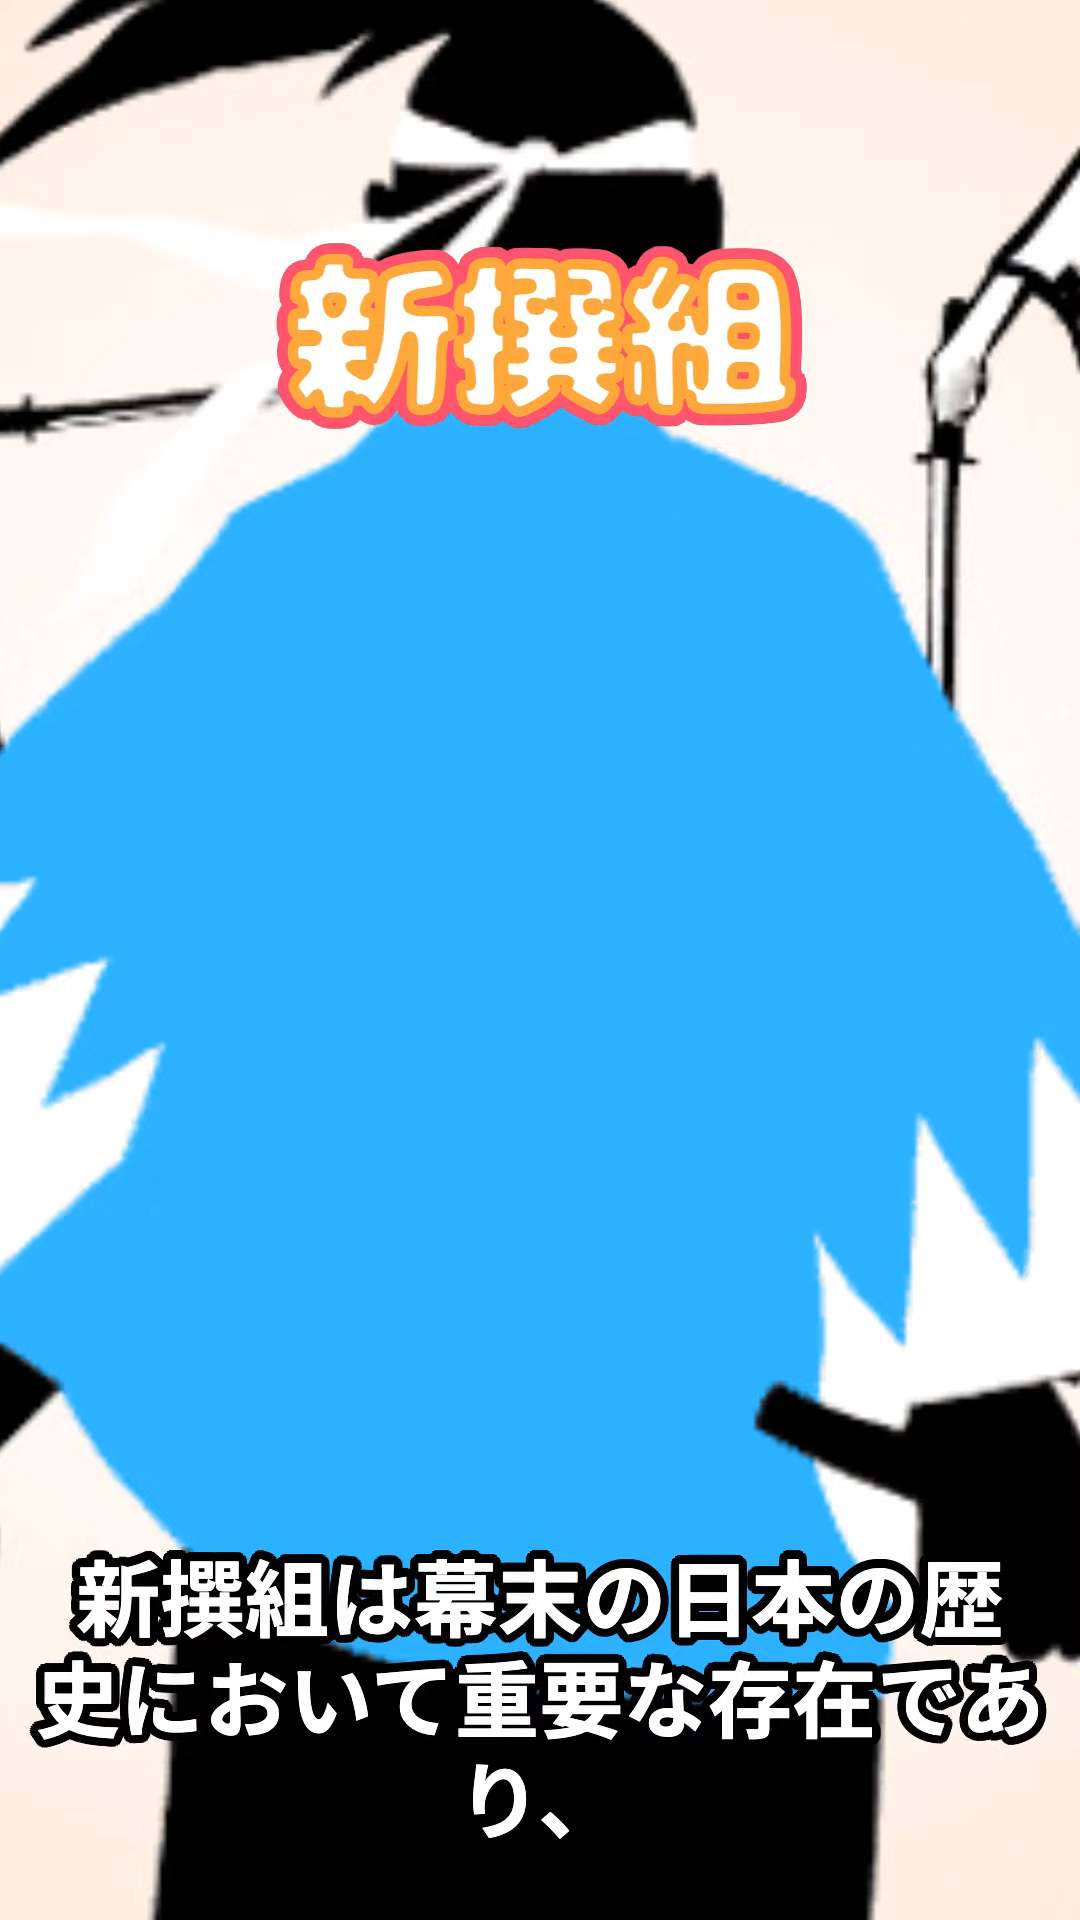 新撰組
新撰組は幕末の日本の歴
史において重要な存在であ
り、